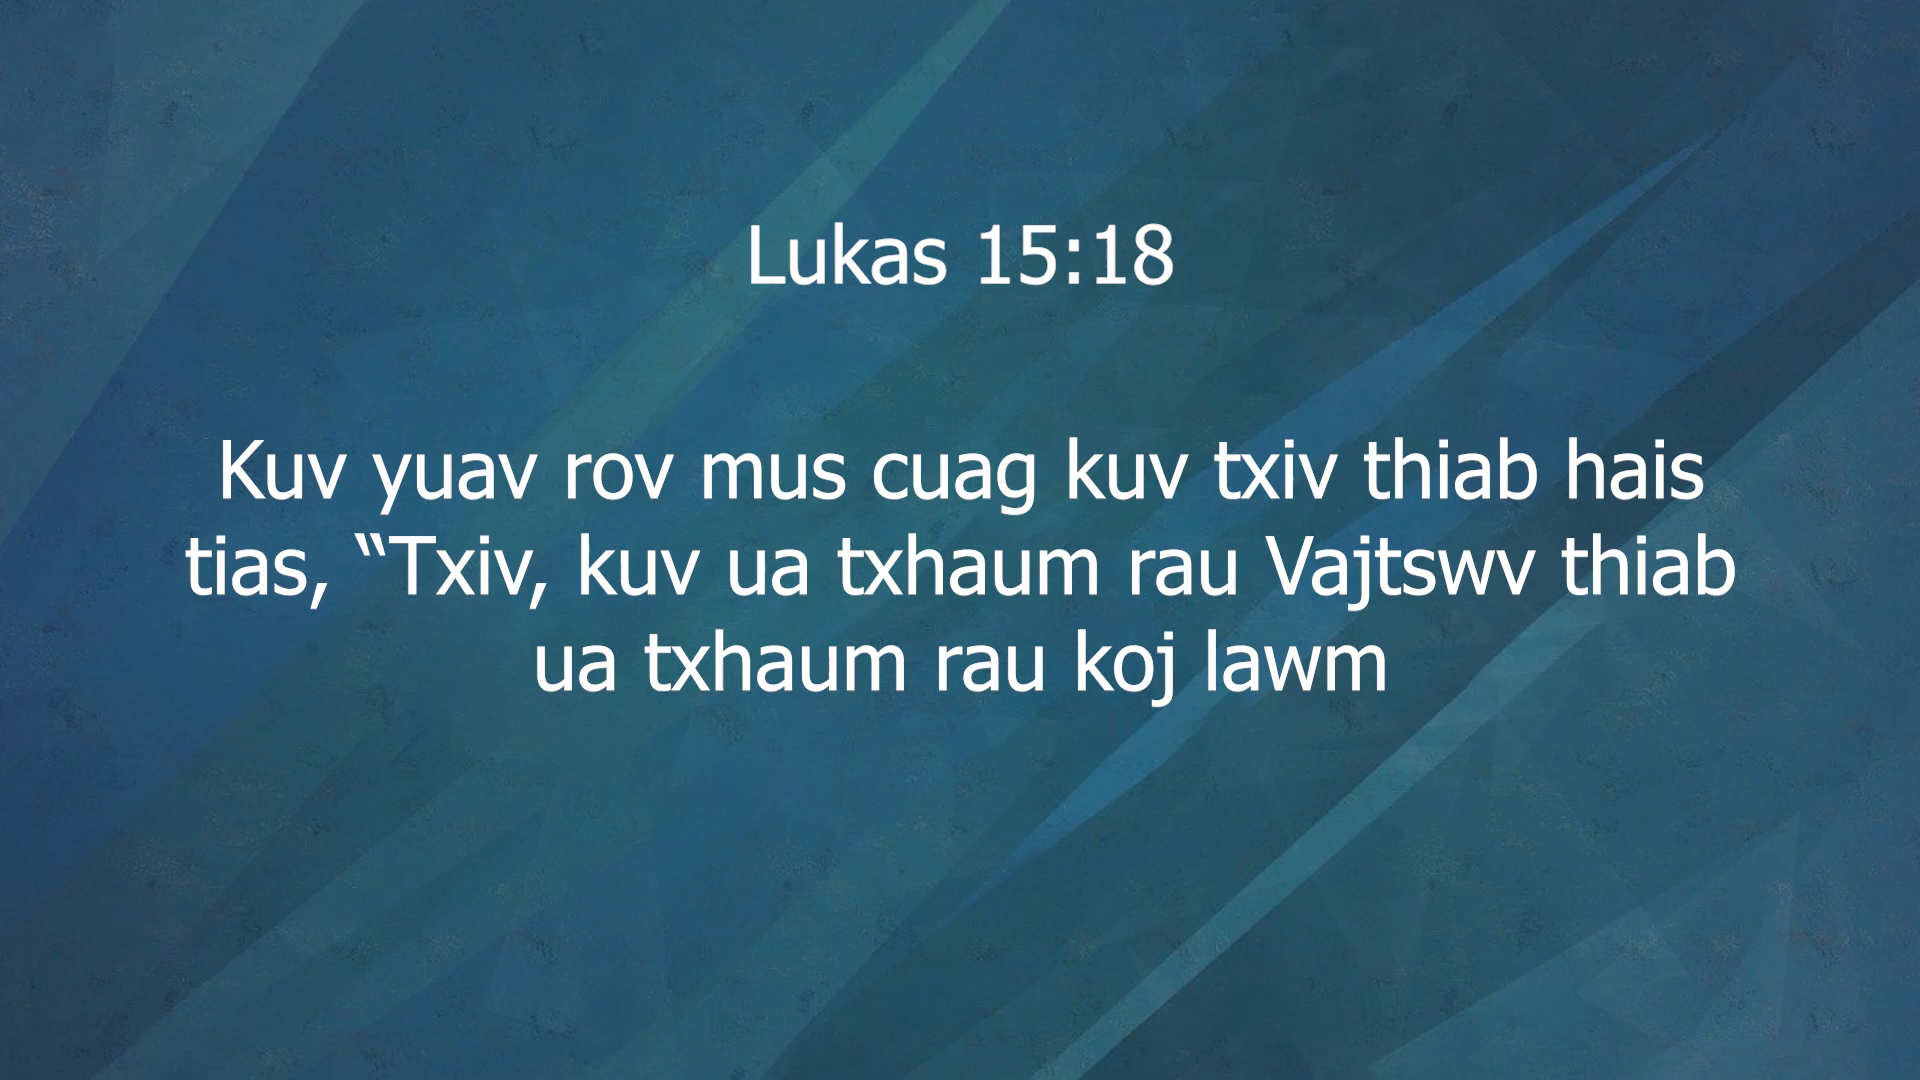 Lukas 15:18
Kuv yuav rov mus cuag kuv txiv thiab hais
tias, “Txiv, kuv ua txhaum rau Vajtswv thiab
ua txhaum rau koj lawm